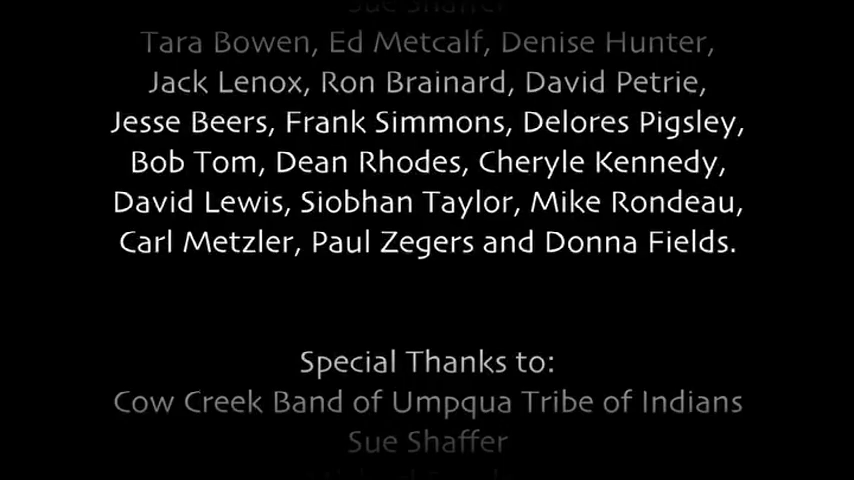 Sue Shaffer
Tara Bowen, Ed Metcalf, Denise Hunter,
Jack Lenox, Ron Brainard, David Petrie,
Jesse Beers, Frank Simmons, Delores Pigsley,
Bob Tom, Dean Rhodes, Cheryle Kennedy,
David Lewis, Siobhan Taylor, Mike Rondeau,
Carl Metzler, Paul Zegers and Donna Fields.
Special Thanks to:
Cow Creek Band of Umpqua Tribe of Indians
Sue Shaffer